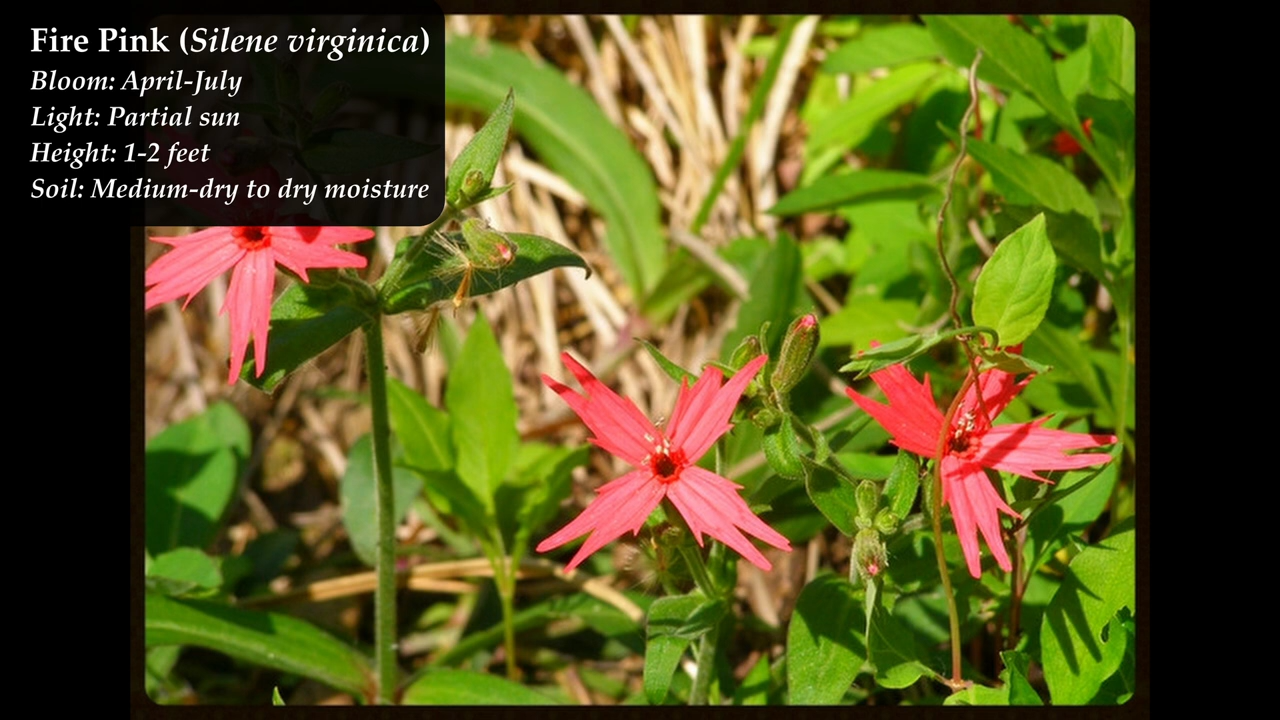 Fire Pink (Silene virginica)
Bloom: April-July
Light: Partial sun
Height: 1-2 feet
Soil: Medium-dry to dry moisture